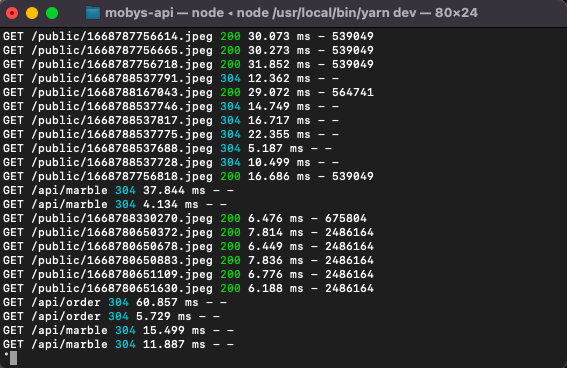 mobys-api — node ◂ node /usr/local/bin/yarn dev — 80×24
GET /public/1668787756614.jpeg 200 30.073 ms - 539049
GET /public/1668787756665.jpeg 200 30.273 ms - 539049
GET /public/1668787756718.jpeg 200 31.852 ms - 539049
GET /public/1668788537791.jpeg 304 12.362 ms - -
GET /public/1668788167043.jpeg 200 29.072 ms - 564741
GET /public/1668788537746.jpeg 304 14.749 ms - -
GET /public/1668788537817.jpeg 304 16.717 ms - -
GET /public/1668788537775.jpeg 304 22.355 ms - -
GET /public/1668788537688.jpeg 304 5.187 ms - -
GET /public/1668788537728.jpeg 304 10.499 ms - -
GET /public/1668787756818.jpeg 200 16.686 ms - 539049
GET /api/marble 304 37.844 ms - -
GET /api/marble 304 4.134 ms - -
GET /public/1668788330270.jpeg 200 6.476 ms - 675804
GET /public/1668780650372.jpeg 200 7.814 ms - 2486164
GET /public/1668780650678.jpeg 200 6.449 ms - 2486164
GET /public/1668780650883.jpeg 200 7.836 ms - 2486164
GET /public/1668780651109.jpeg 200 6.776 ms - 2486164
GET /public/1668780651630.jpeg 200 6.188 ms - 2486164
GET /api/order 304 60.857 ms - -
GET /api/order 304 5.729 ms - -
GET /api/marble 304 15.499 ms - -
GET /api/marble 304 11.887 ms - -